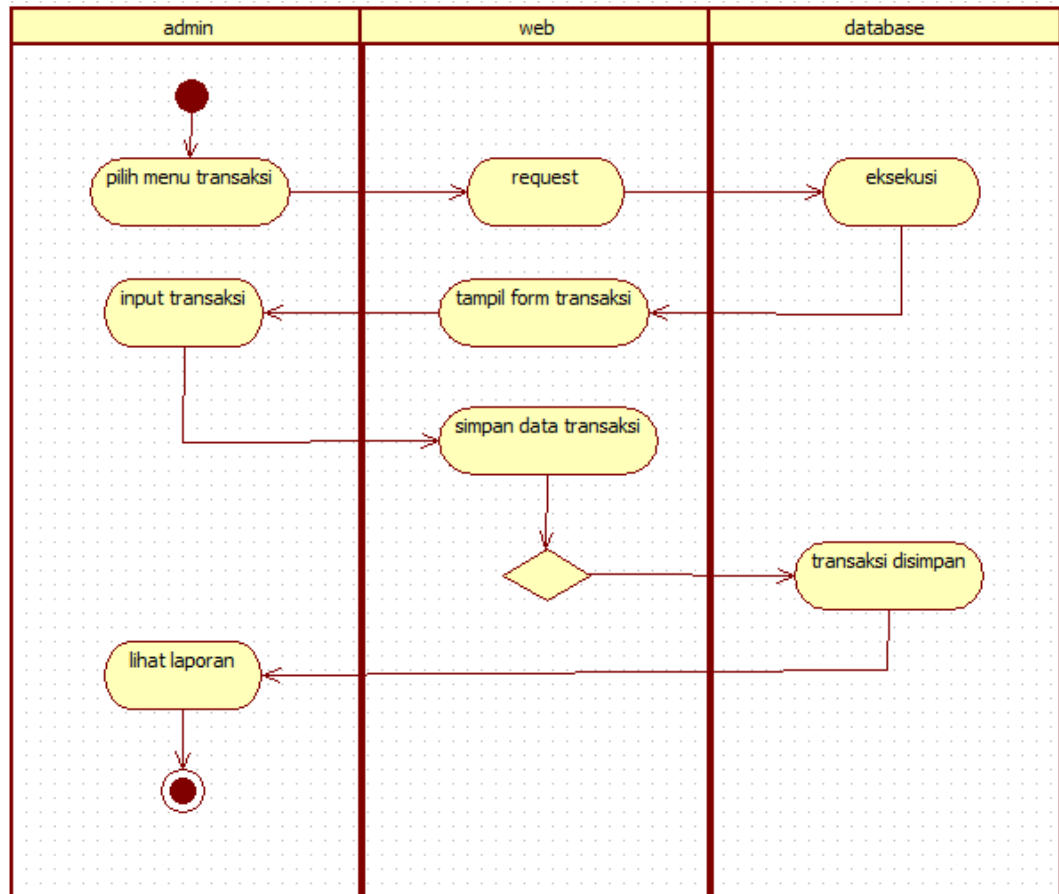 admin
web
database
pilih menu transaksi
request
eksekusi
input transaksi
tampil form transaksi
simpan data transaksi
transaksi disimpan
lihat laporan